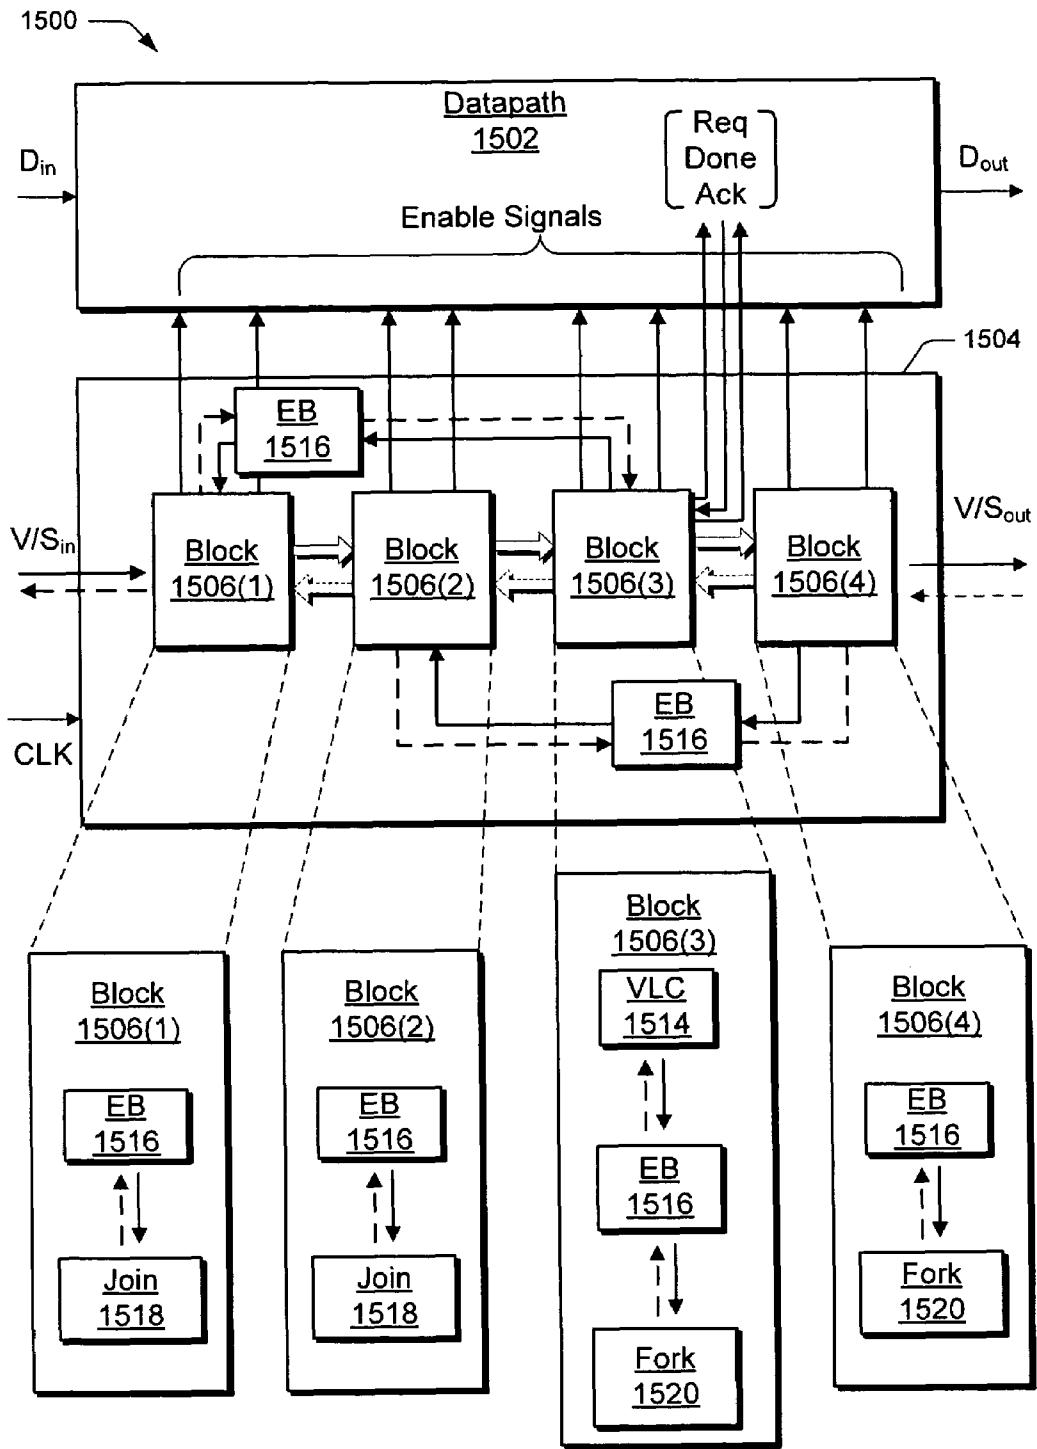 1500
Datapath
1502
Req
Done
Ack
Din
Dout
Enable Signals
1504
EB
1516
V/Sin
Block
1506(1)
Block
1506(2)
Block
1506(3)
Block
1506(4)
V/Sout
EB
1516
CLK
Block
1506(1)
EB
1516
Join
1518
Block
1506(2)
EB
1516
Join
1518
Block
1506(3)
VLC
1514
EB
1516
Fork
1520
Block
1506(4)
EB
1516
Fork
1520